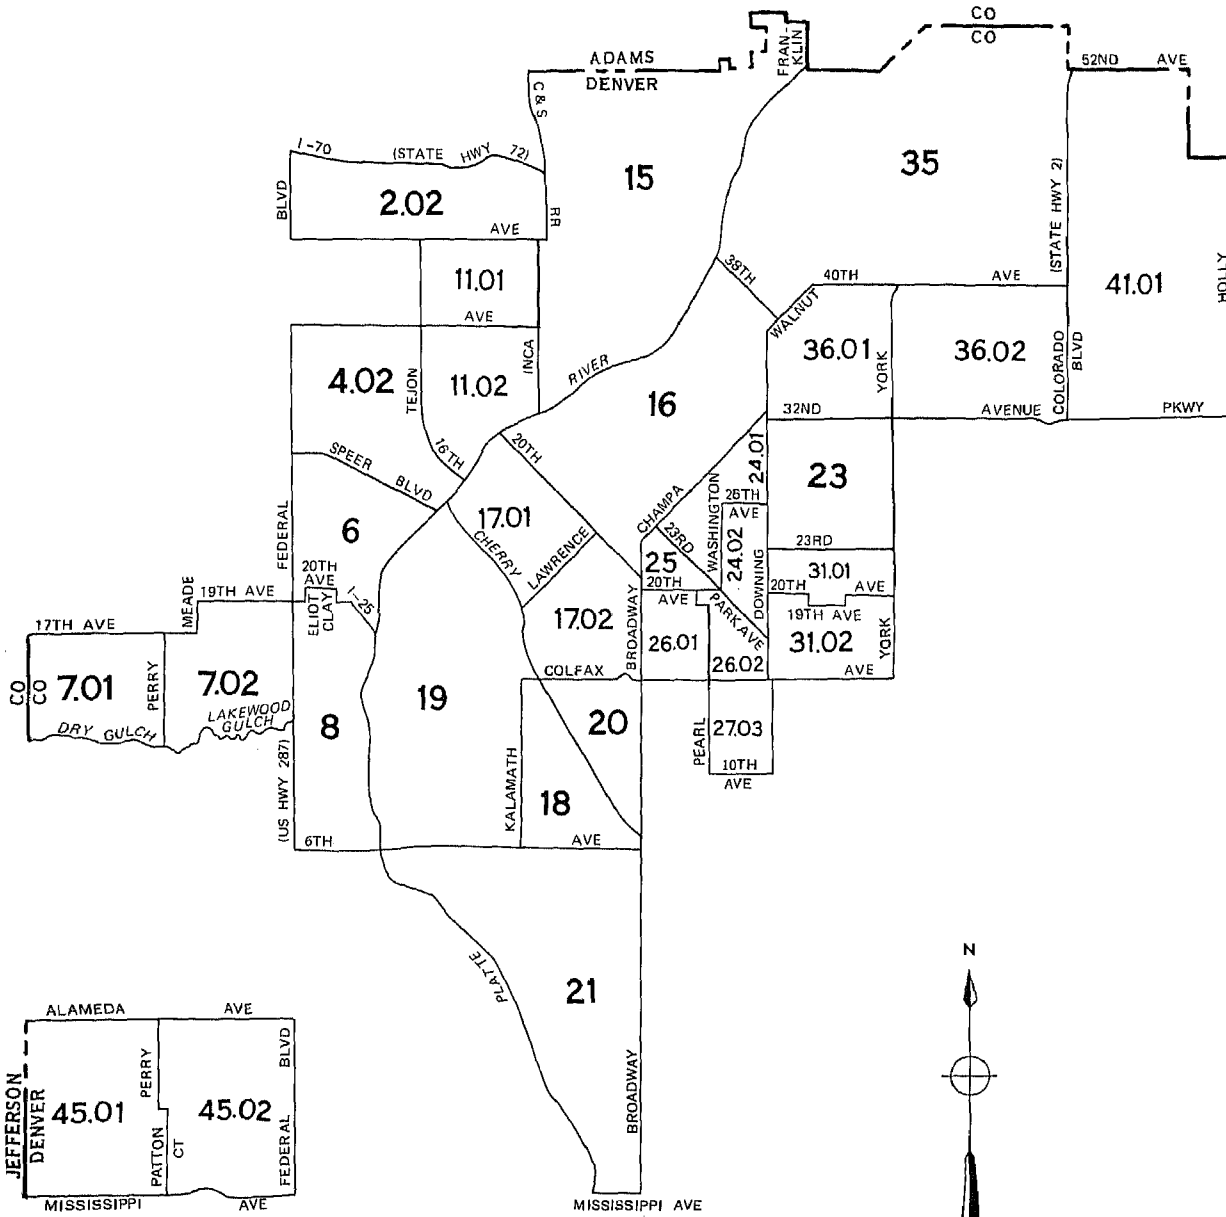 CO
CO
FRAN-
KLIN
ADAMS
DENVER
52ND AVE
C & S
I-70 (STATE HWY 72)
15
35
(STATE HWY 2)
BLVD
2.02
RR
AVE
38TH
40TH AVE
HOLLY
11.01
41.01
WALNUT
AVE
INCA
RIVER
36.01
YORK
36.02
COLORADO
BLVD
4.02
TEJON
11.02
16
32ND AVENUE PKWY
16TH
20TH
SPEER BLVD
24.01
23
CHAMPA
WASHINGTON
26TH
AVE
FEDERAL
6
17.01
CHERRY
LAWRENCE
23RD
24.02
DOWNING
23RD
25
31.01
20TH
AVE
I-25
20TH
AVE
20TH AVE
MEADE
19TH AVE
ELIOT
CLAY
PARK AVE
19TH AVE
17TH AVE
17.02
BROADWAY
26.01
31.02
YORK
CO
CO
7.01
PERRY
7.02
COLFAX
26.02
AVE
LAKEWOOD
GULCH
DRY GULCH
19
8
20
PEARL
27.03
10TH
AVE
(US HWY 287)
KALAMATH
18
6TH AVE
N
PLATTE
21
ALAMEDA AVE
PERRY
BLVD
BROADWAY
JEFFERSON
DENVER
45.01
45.02
PATTON
CT
FEDERAL
MISSISSIPPI AVE
MISSISSIPPI AVE